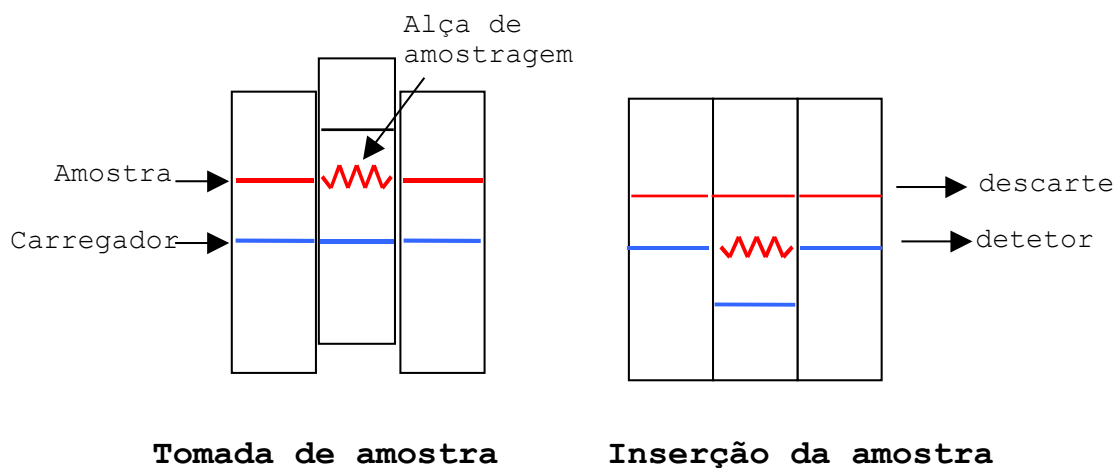 Alça de
amostragem
Amostra
Carregador
descarte
detetor
Tomada de amostra
Inserção da amostra